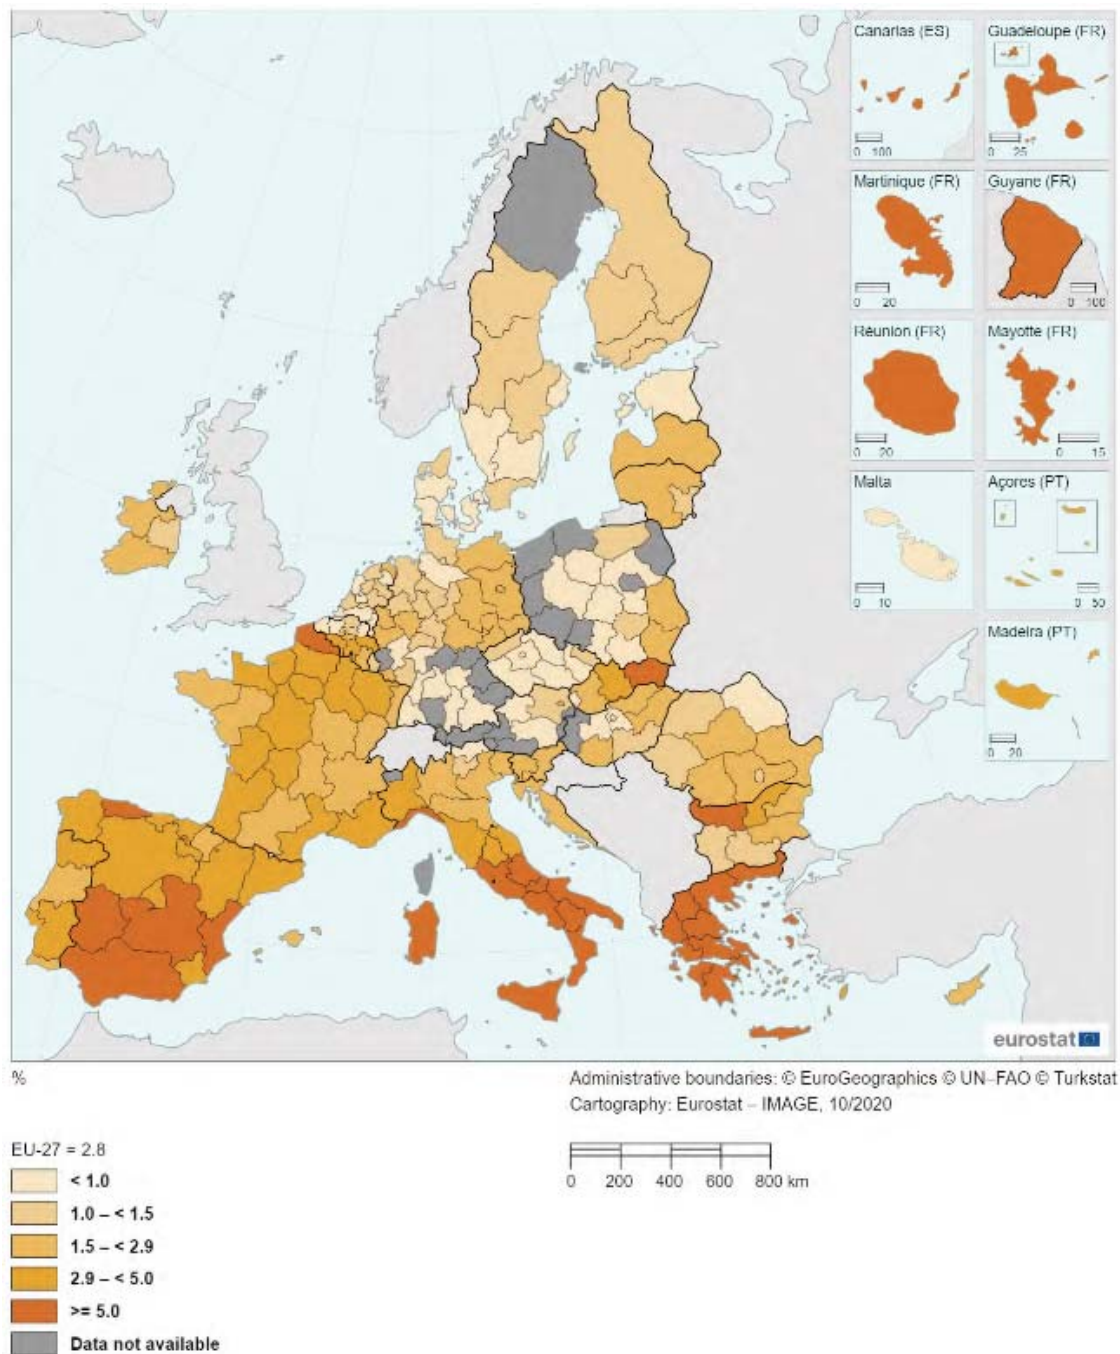 Canarias (ES)
0 100
Guadeloupe (FR)
0 25
Martinique (FR)
0 20
Guyane (FR)
0 100
Réunion (FR)
0 20
Mayotte (FR)
0 15
Malta
0 10
Açores (PT)
0 50
Madeira (PT)
0 20
eurostat
%
Administrative boundaries: © EuroGeographics © UN–FAO © Turkstat
Cartography: Eurostat – IMAGE, 10/2020
0 200 400 600 800 km
EU-27 = 2.8
< 1.0
1.0 – < 1.5
1.5 – < 2.9
2.9 – < 5.0
>= 5.0
Data not available